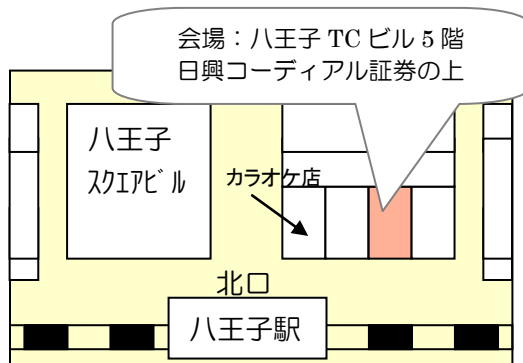 会場：八王子 TC ビル 5 階
日興コーディアル証券の上
八王子
ｽｸｴｱﾋﾞﾙ
カラオケ店
北口
八王子駅